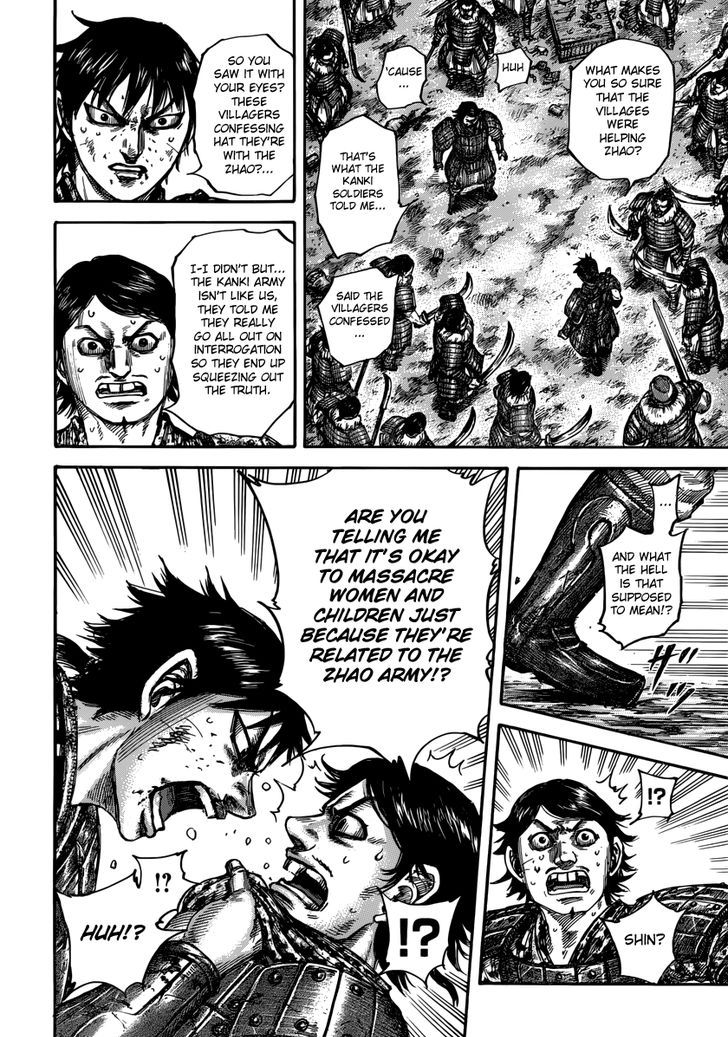 WHAT MAKES
YOU SO SURE
THAT THE
VILLAGES
WERE
HELPING
ZHAO?
HUH
'CAUSE
...
THAT'S
WHAT THE
KANKI
SOLDIERS
TOLD ME...
SAID THE
VILLAGERS
CONFESSED
...
SO YOU
SAW IT WITH
YOUR EYES?
THESE
VILLAGERS
CONFESSING
HAT THEY'RE
WITH THE
ZHAO?...
I-I DIDN'T BUT...
THE KANKI ARMY
ISN'T LIKE US,
THEY TOLD ME
THEY REALLY
GO ALL OUT ON
INTERROGATION
SO THEY END UP
SQUEEZING OUT
THE TRUTH.
...
AND WHAT
THE HELL
IS THAT
SUPPOSED
TO MEAN!?
ザッ
!?
SHIN?
ARE YOU
TELLING ME
THAT IT'S OKAY
TO MASSACRE
WOMEN AND
CHILDREN JUST
BECAUSE THEY'RE
RELATED TO THE
ZHAO ARMY!?
!?
HUH!?
!?